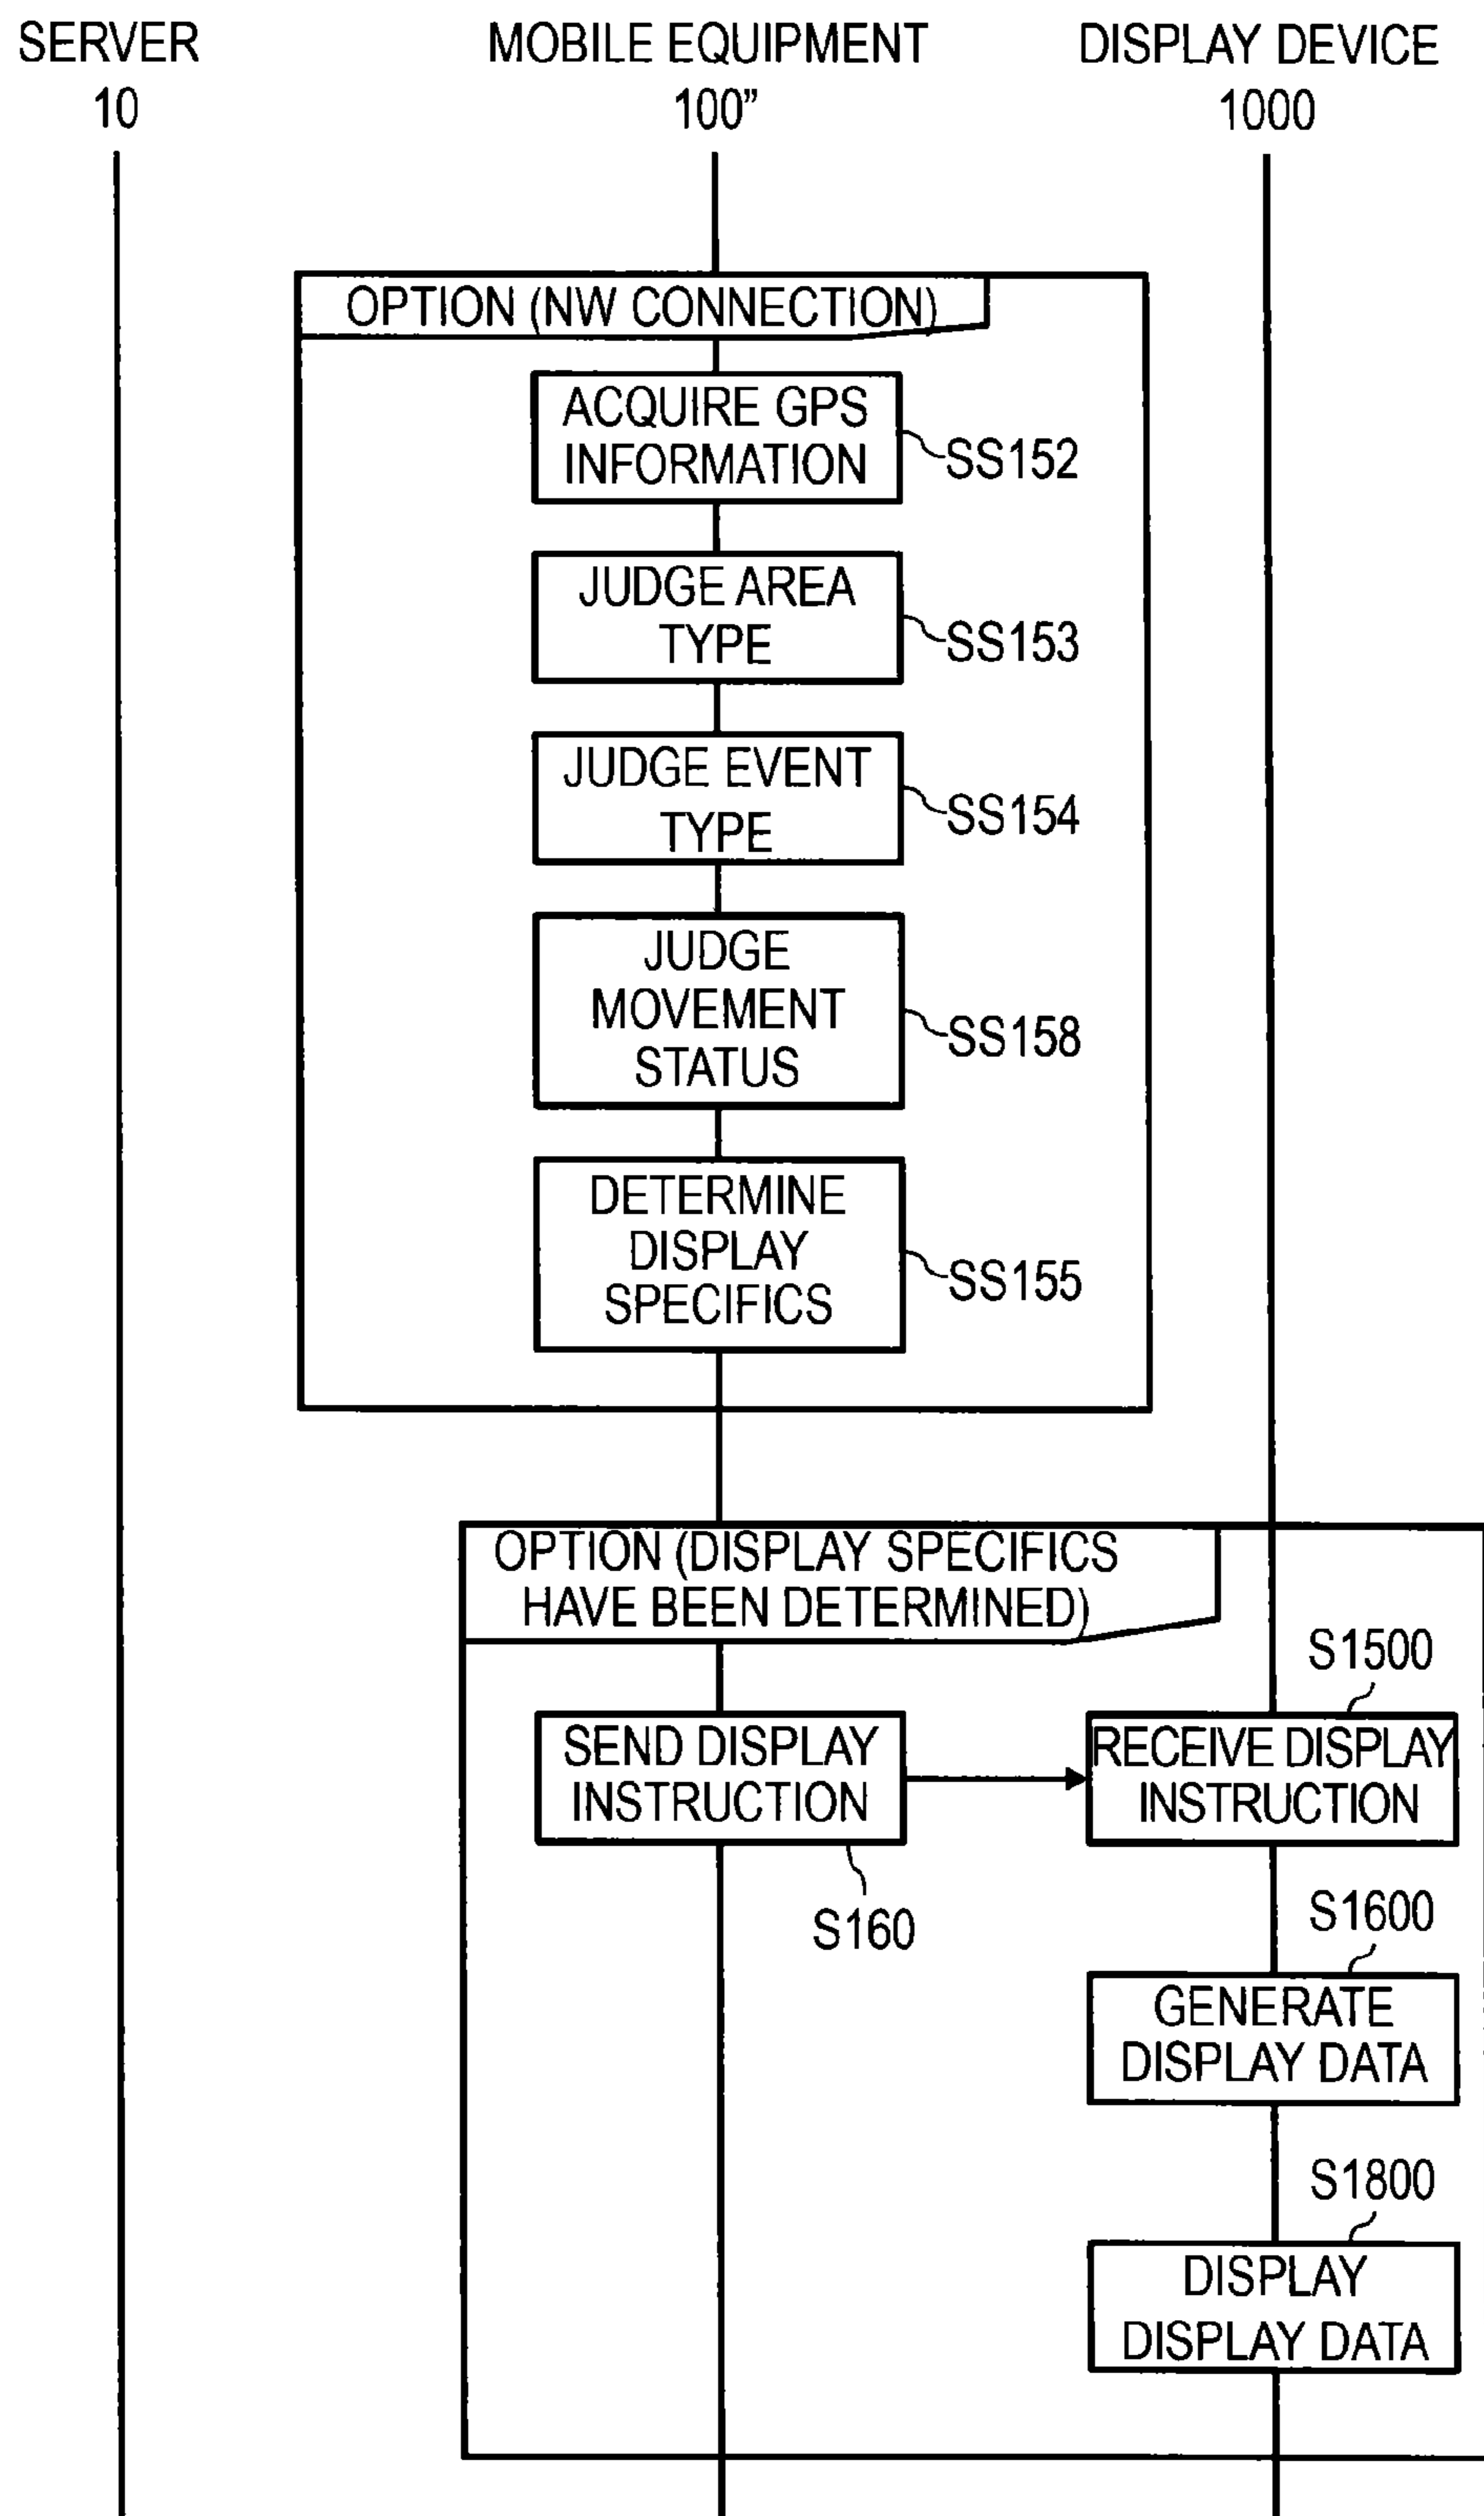 SERVER
10
MOBILE EQUIPMENT
100”
DISPLAY DEVICE
1000
OPTION (NW CONNECTION)
ACQUIRE GPS
INFORMATION
SS152
JUDGE AREA
TYPE
SS153
JUDGE EVENT
TYPE
SS154
JUDGE
MOVEMENT
STATUS
SS158
DETERMINE
DISPLAY
SPECIFICS
SS155
OPTION (DISPLAY SPECIFICS
HAVE BEEN DETERMINED)
SEND DISPLAY
INSTRUCTION
S160
S1500
RECEIVE DISPLAY
INSTRUCTION
S1600
GENERATE
DISPLAY DATA
S1800
DISPLAY
DISPLAY DATA